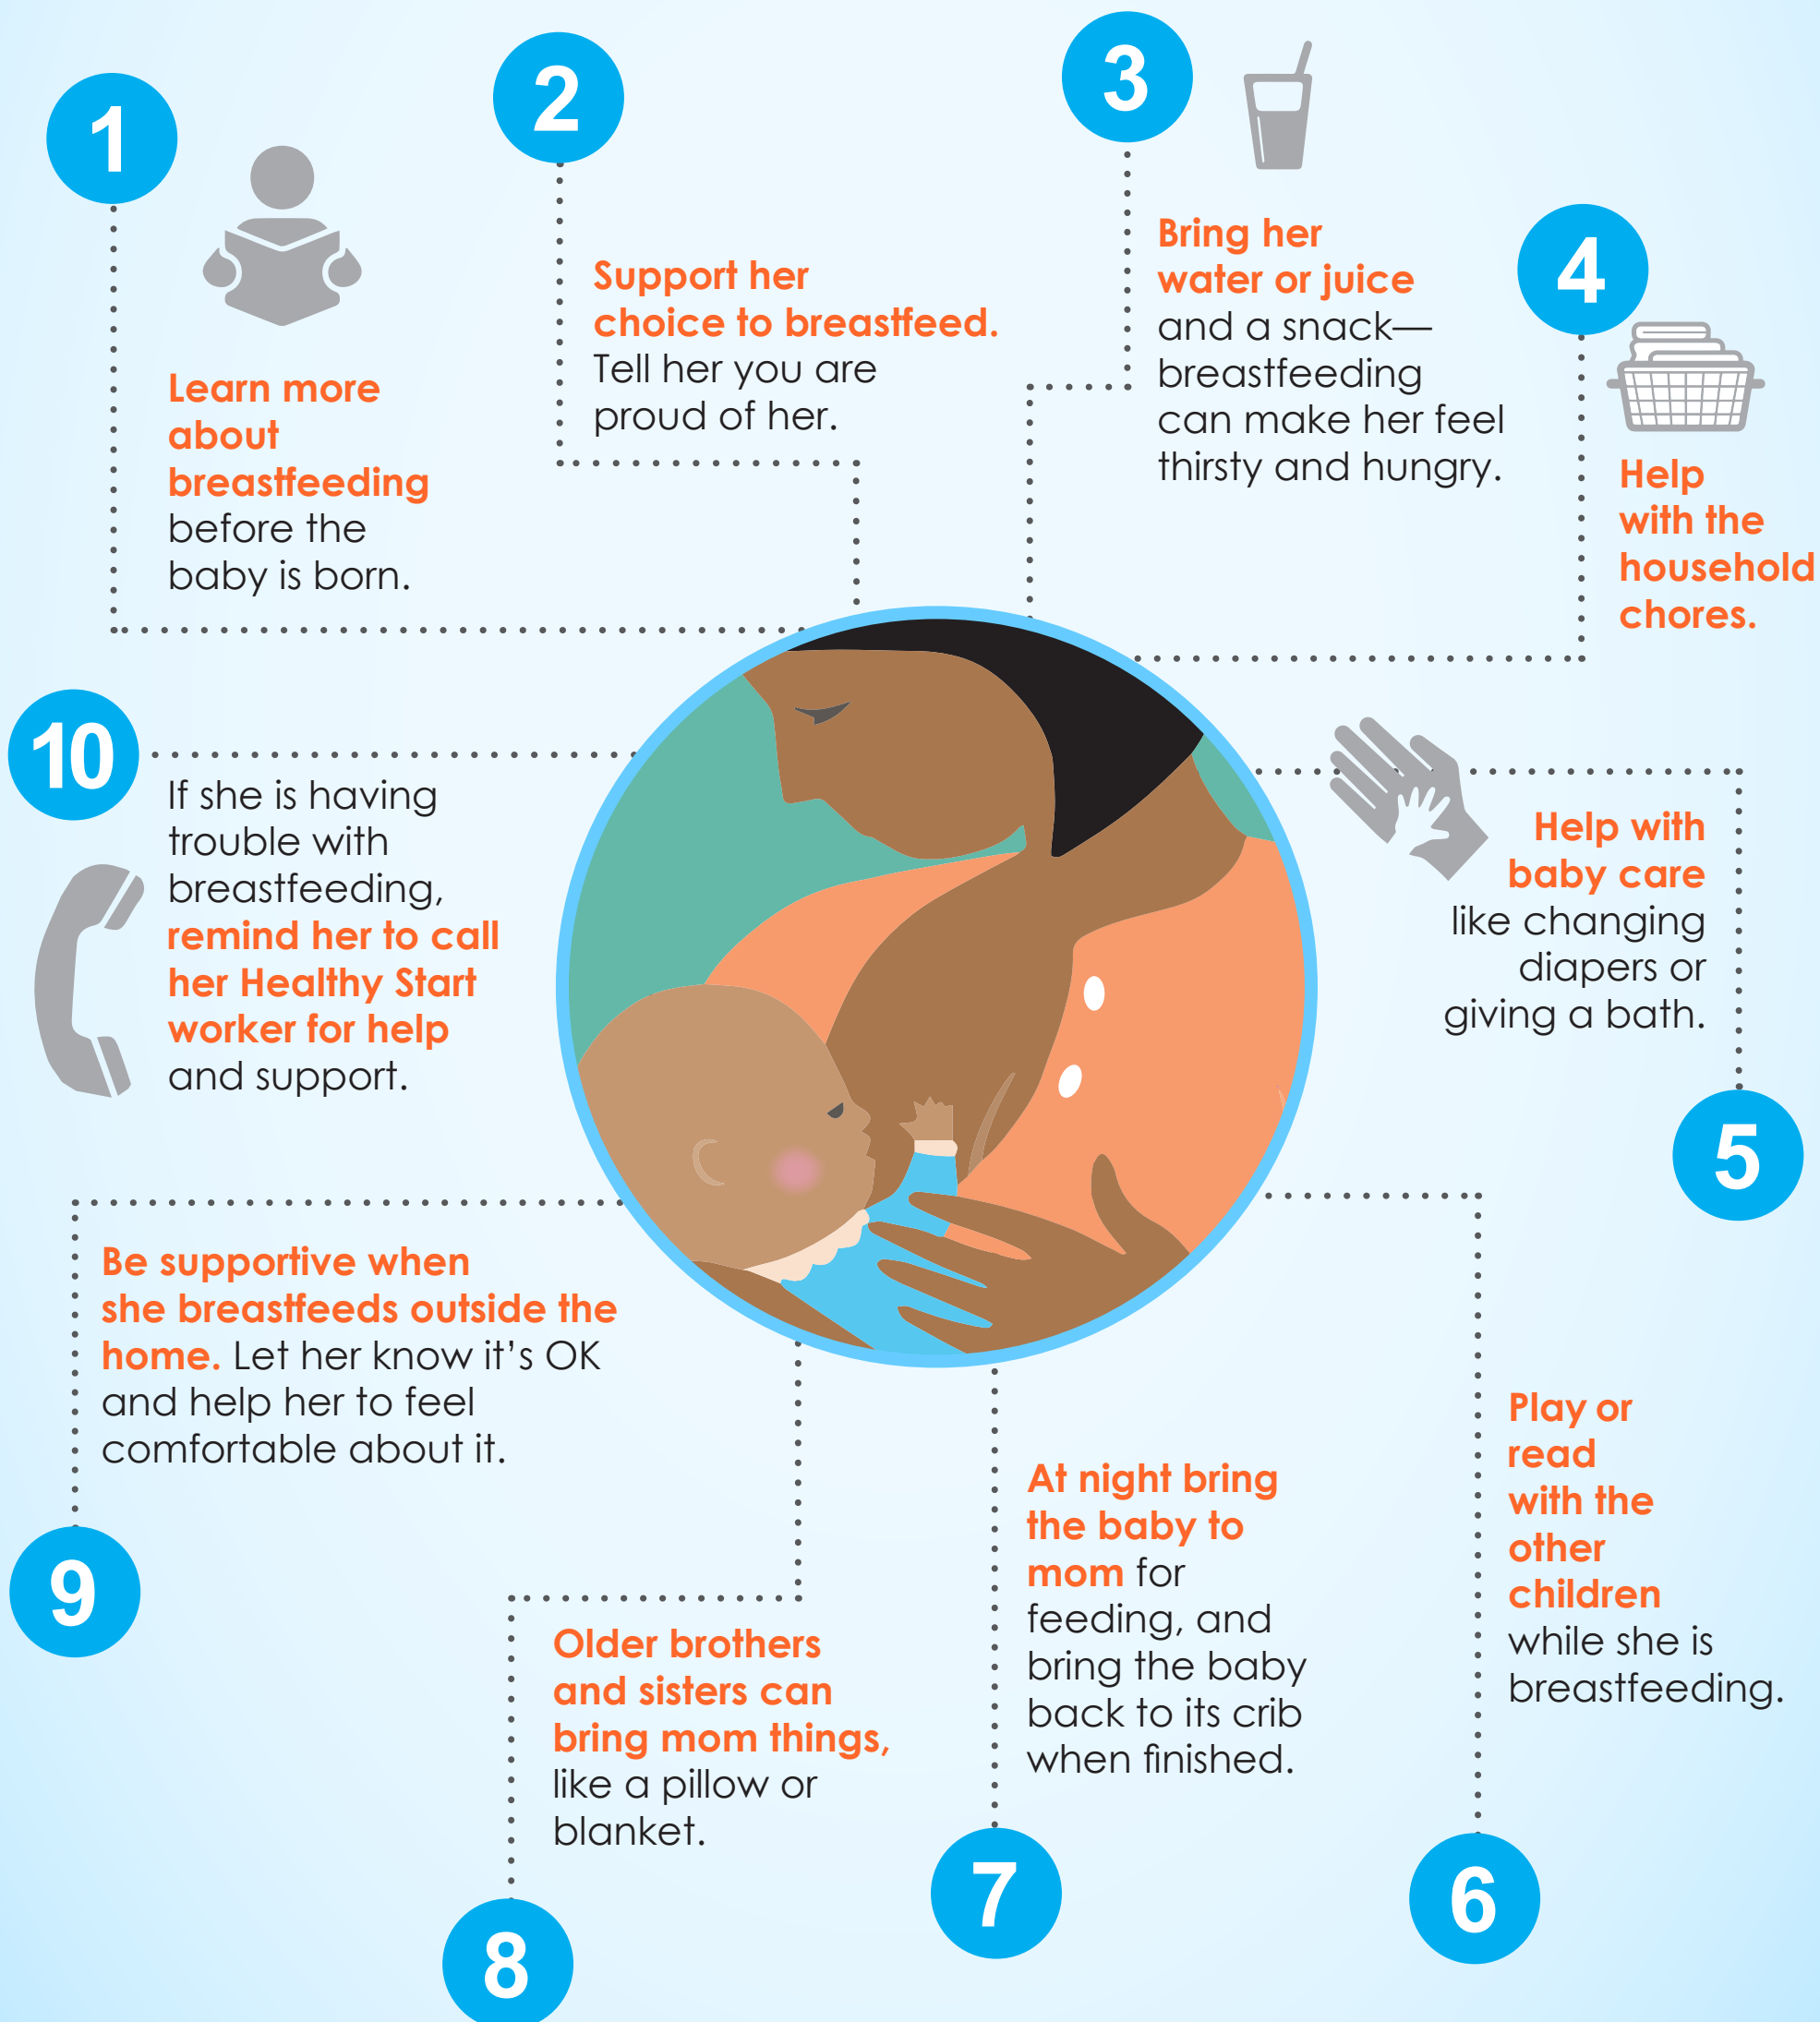 1
Learn more
about
breastfeeding
before the
baby is born.
2
Support her
choice to breastfeed.
Tell her you are
proud of her.
3
Bring her
water or juice
and a snack—
breastfeeding
can make her feel
thirsty and hungry.
4
Help
with the
household
chores.
5
Help with
baby care
like changing
diapers or
giving a bath.
6
Play or
read
with the
other
children
while she is
breastfeeding.
7
At night bring
the baby to
mom for
feeding, and
bring the baby
back to its crib
when finished.
8
Older brothers
and sisters can
bring mom things,
like a pillow or
blanket.
9
Be supportive when
she breastfeeds outside the
home. Let her know it's OK
and help her to feel
comfortable about it.
10
If she is having
trouble with
breastfeeding,
remind her to call
her Healthy Start
worker for help
and support.